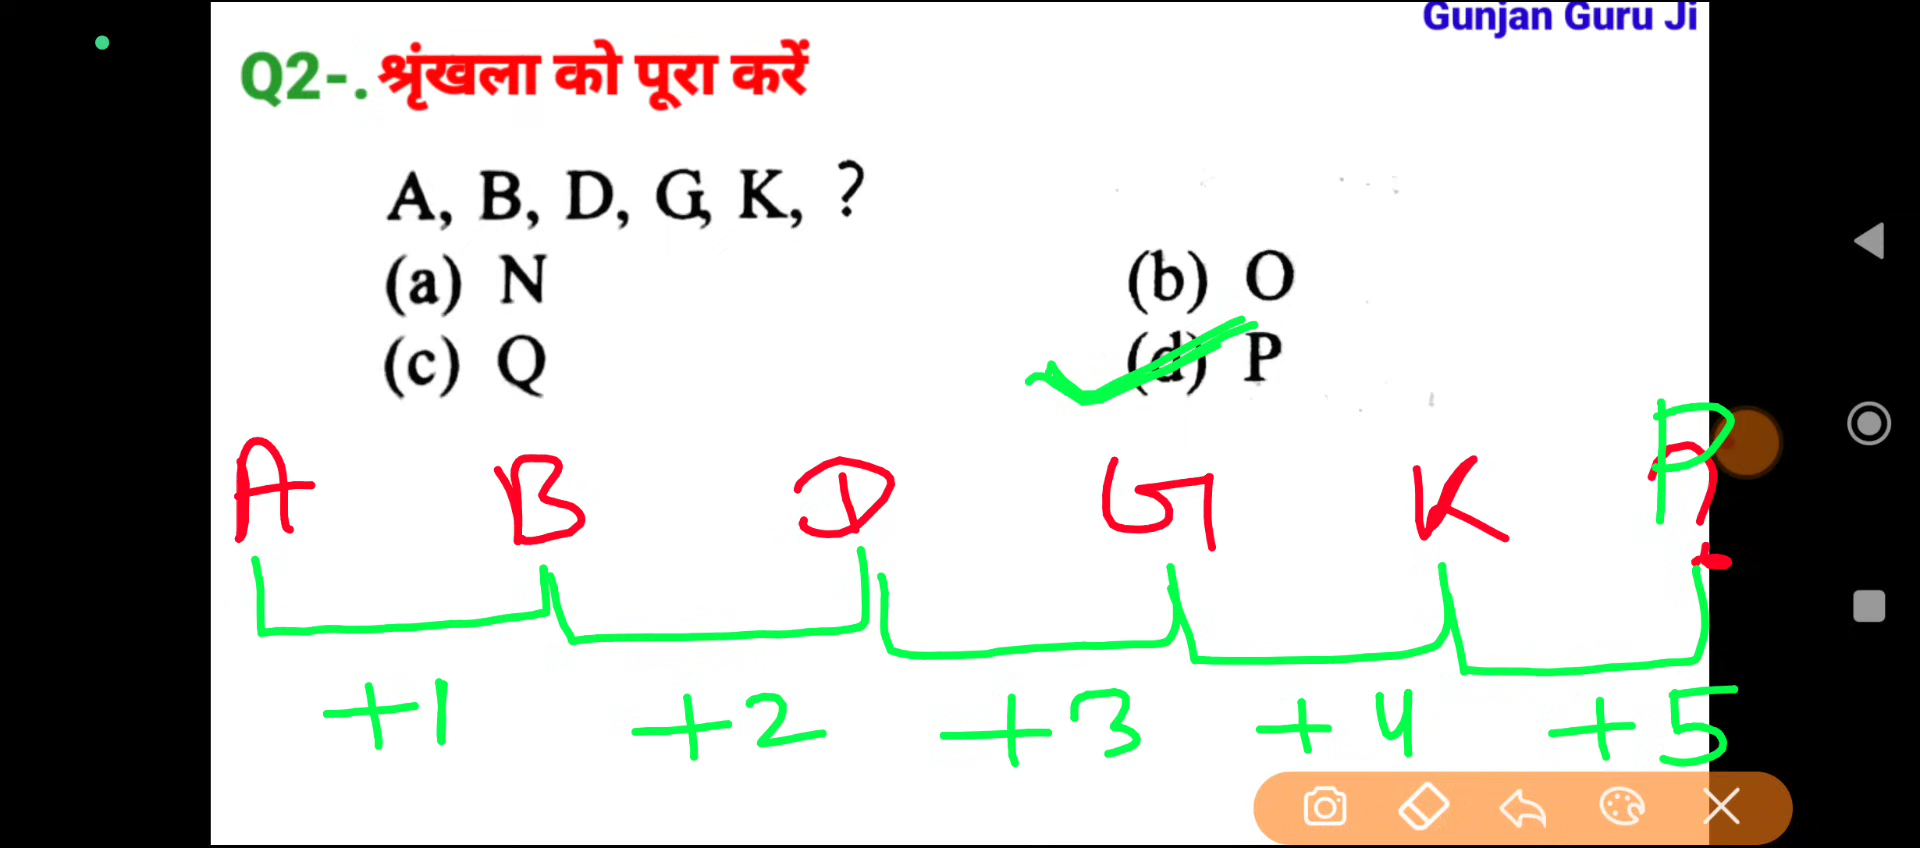 Gunjan Guru Ji
Q2-. श्रृंखला को पूरा करें
A, B, D, G, K, ?
(a) N (b) O
(c) Q (d) P
A B D G K ? P
+1 +2 +3 +4 +5